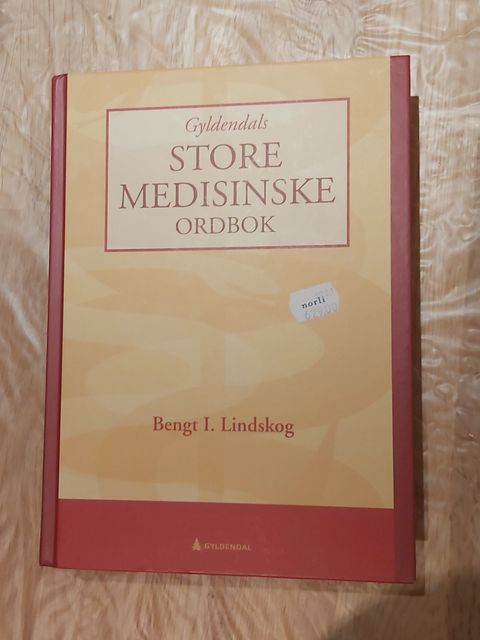 Gyldendals
STORE
MEDISINSKE
ORDBOK
norli
Bengt I. Lindskog
GYLDENDAL